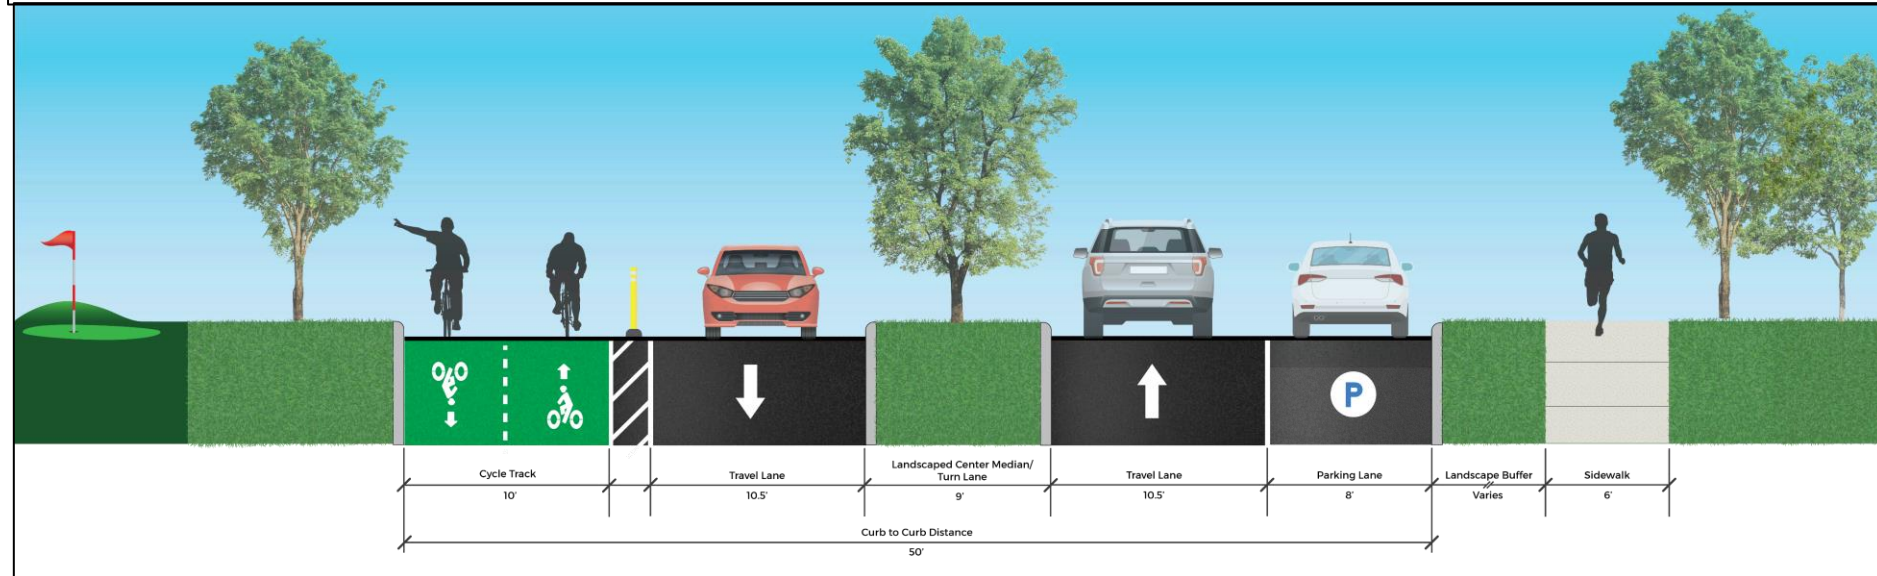 P
Cycle Track
10'
Travel Lane
10.5'
Landscaped Center Median/
Turn Lane
9'
Travel Lane
10.5'
Parking Lane
8'
Landscape Buffer
Varies
Sidewalk
6'
Curb to Curb Distance
50'